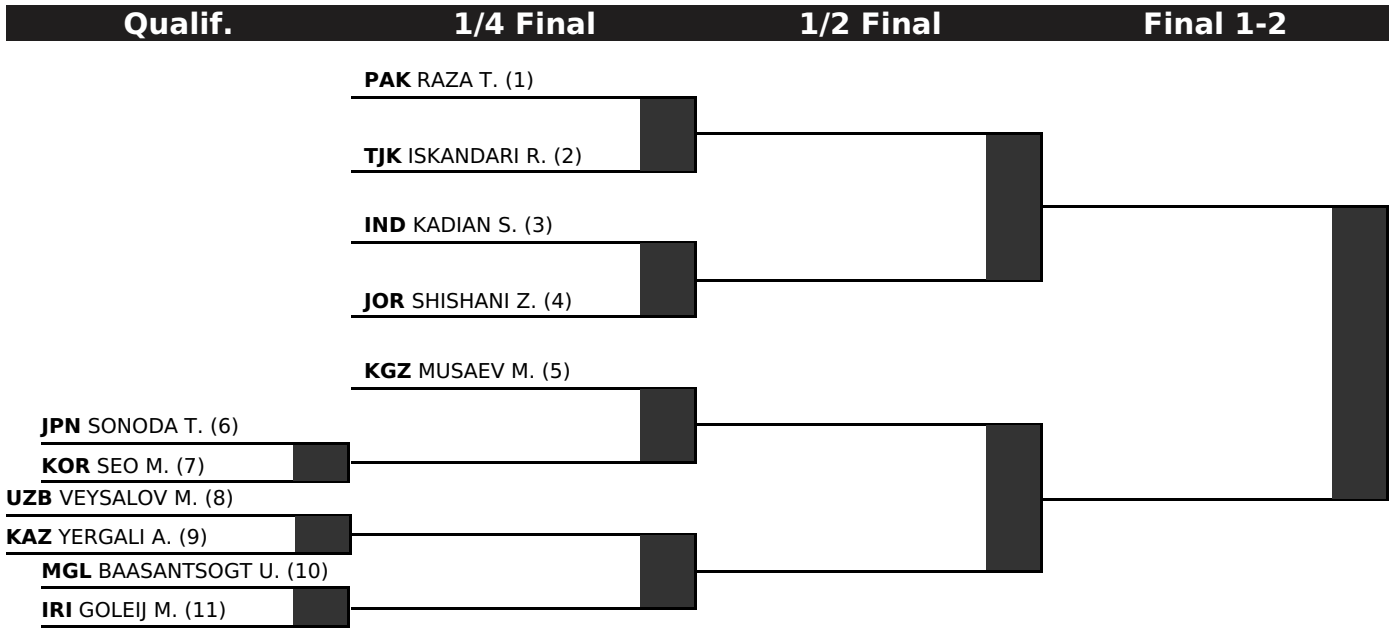 Qualif. 1/4 Final 1/2 Final Final 1-2
PAK RAZA T. (1)
TJK ISKANDARI R. (2)
IND KADIAN S. (3)
JOR SHISHANI Z. (4)
KGZ MUSAEV M. (5)
JPN SONODA T. (6)
KOR SEO M. (7)
UZB VEYSALOV M. (8)
KAZ YERGALI A. (9)
MGL BAASANTSOGT U. (10)
IRI GOLEIJ M. (11)